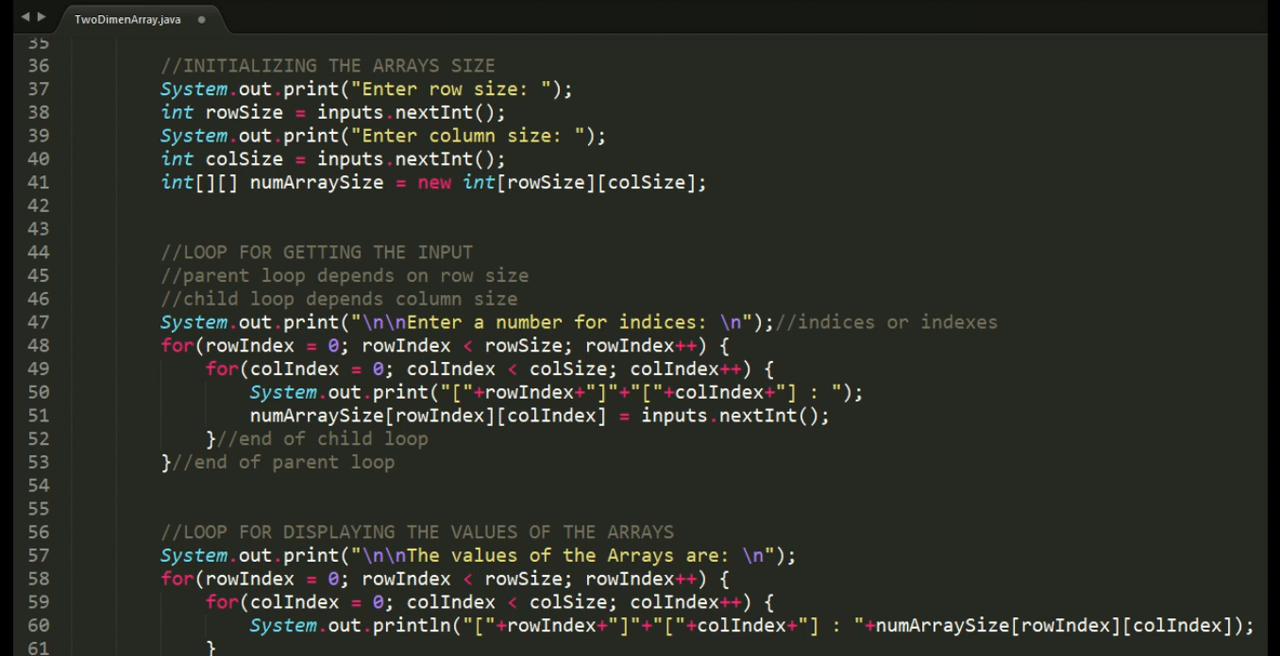 TwoDimenArray.java
35
36 //INITIALIZING THE ARRAYS SIZE
37 System.out.print("Enter row size: ");
38 int rowSize = inputs.nextInt();
39 System.out.print("Enter column size: ");
40 int colSize = inputs.nextInt();
41 int[][] numArraySize = new int[rowSize][colSize];
42
43
44 //LOOP FOR GETTING THE INPUT
45 //parent loop depends on row size
46 //child loop depends column size
47 System.out.print("\n\nEnter a number for indices: \n");//indices or indexes
48 for(rowIndex = 0; rowIndex < rowSize; rowIndex++) {
49 for(colIndex = 0; colIndex < colSize; colIndex++) {
50 System.out.print("["+rowIndex+"]"+"["+colIndex+"] : ");
51 numArraySize[rowIndex][colIndex] = inputs.nextInt();
52 }//end of child loop
53 }//end of parent loop
54
55
56 //LOOP FOR DISPLAYING THE VALUES OF THE ARRAYS
57 System.out.print("\n\nThe values of the Arrays are: \n");
58 for(rowIndex = 0; rowIndex < rowSize; rowIndex++) {
59 for(colIndex = 0; colIndex < colSize; colIndex++) {
60 System.out.println("["+rowIndex+"]"+"["+colIndex+"] : "+numArraySize[rowIndex][colIndex]);
61 }